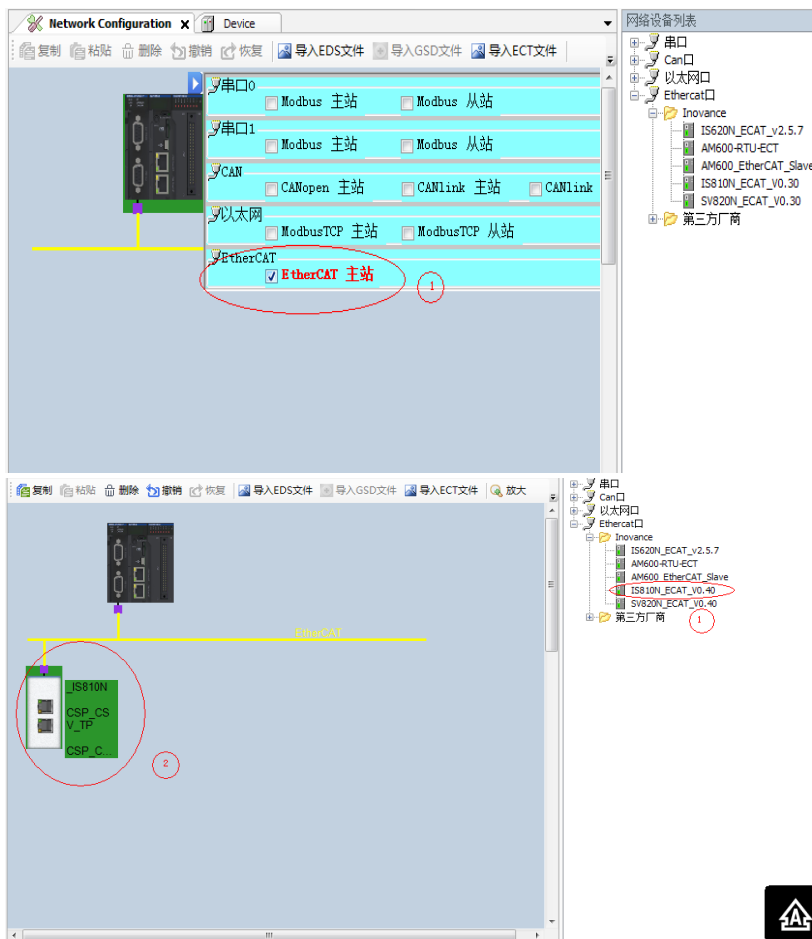 Network Configuration X Device
复制 粘贴 删除 撤销 恢复 导入EDS文件 导入GSD文件 导入ECT文件
串口0
Modbus 主站 Modbus 从站
串口1
Modbus 主站 Modbus 从站
CAN
CANopen 主站 CANlink 主站 CANlink
以太网
ModbusTCP 主站 ModbusTCP 从站
EtherCAT
EtherCAT 主站
1
网络设备列表
串口
Can口
以太网口
Ethercat口
Inovance
IS620N_ECAT_v2.5.7
AM600-RTU-ECT
AM600_EtherCAT_Slave
IS810N_ECAT_V0.30
SV820N_ECAT_V0.30
第三方厂商
复制 粘贴 删除 撤销 恢复 导入EDS文件 导入GSD文件 导入ECT文件 放大
EtherCAT
_IS810N
CSP_CS
V_TP
CSP_C...
2
串口
Can口
以太网口
Ethercat口
Inovance
IS620N_ECAT_v2.5.7
AM600-RTU-ECT
AM600_EtherCAT_Slave
IS810N_ECAT_V0.40
SV820N_ECAT_V0.40
第三方厂商
1
A